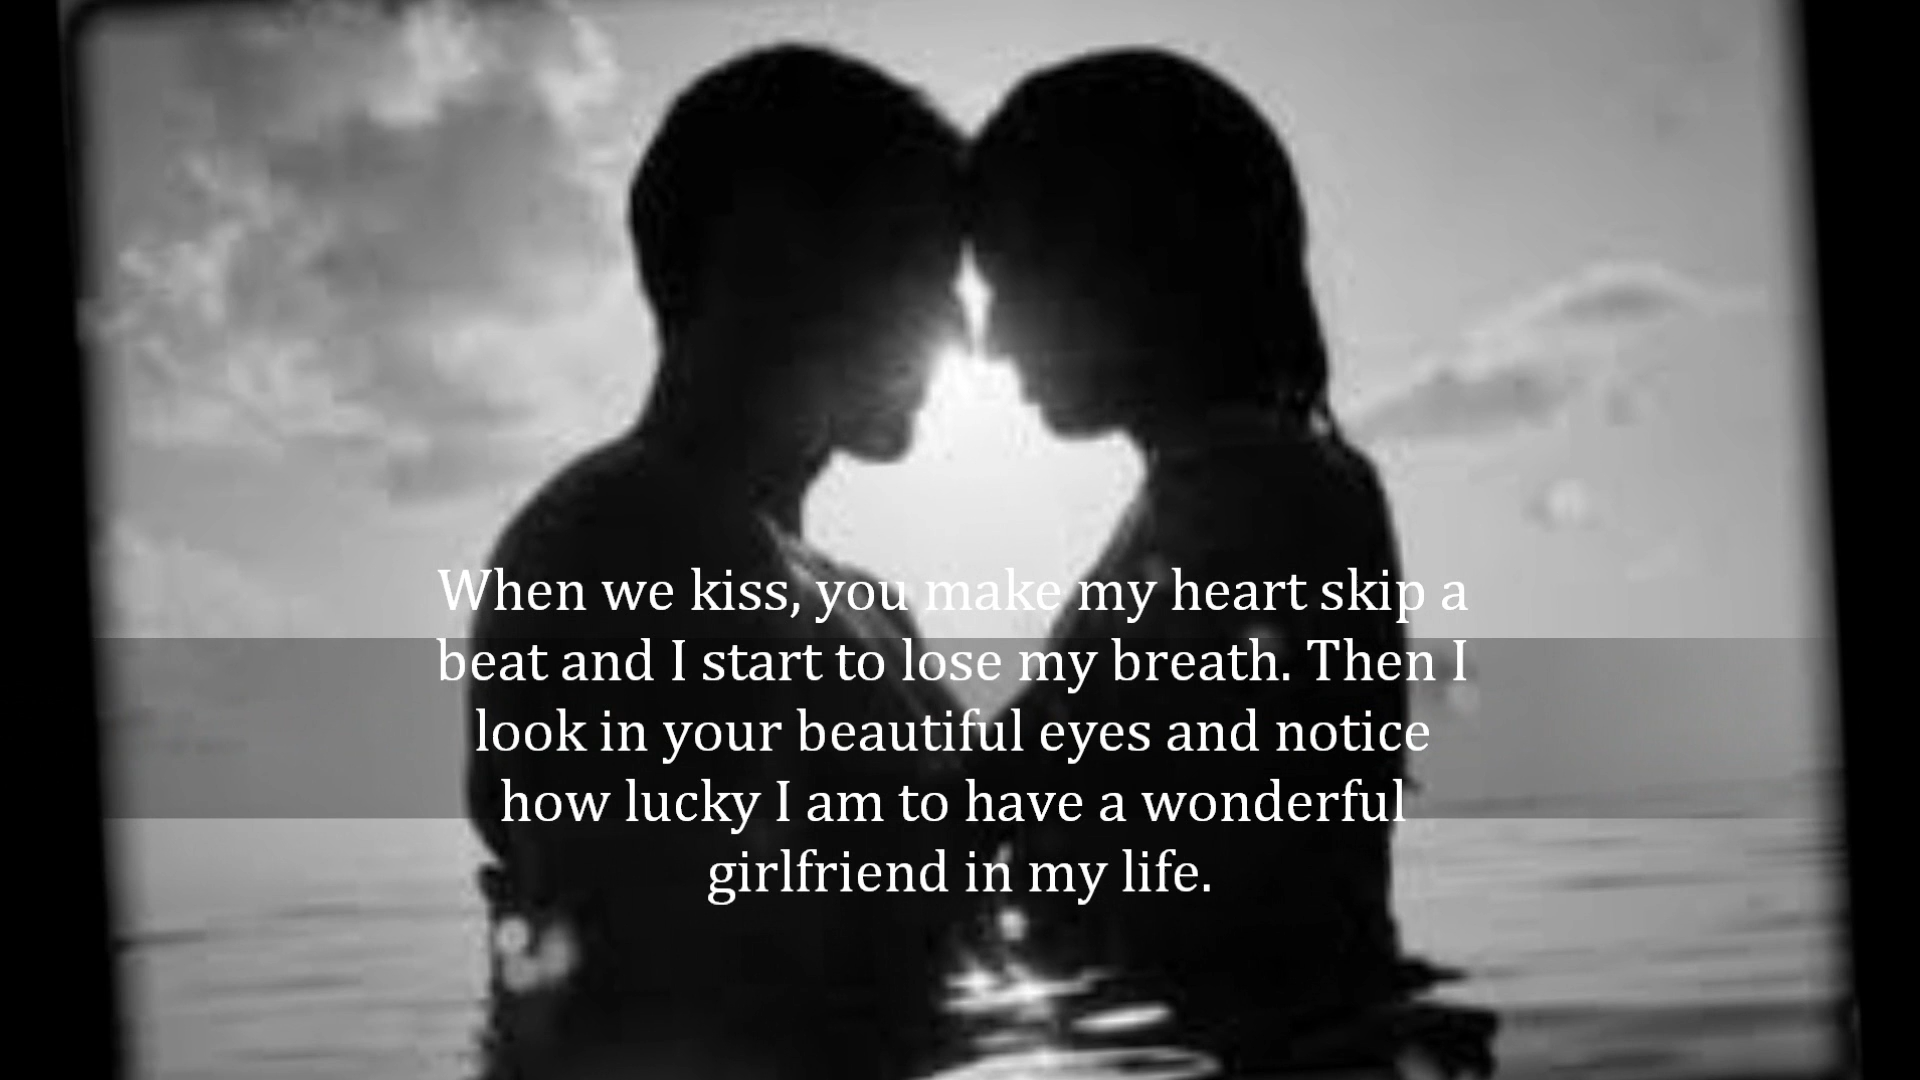 When we kiss, you make my heart skip a
beat and I start to lose my breath. Then I
look in your beautiful eyes and notice
how lucky I am to have a wonderful
girlfriend in my life.